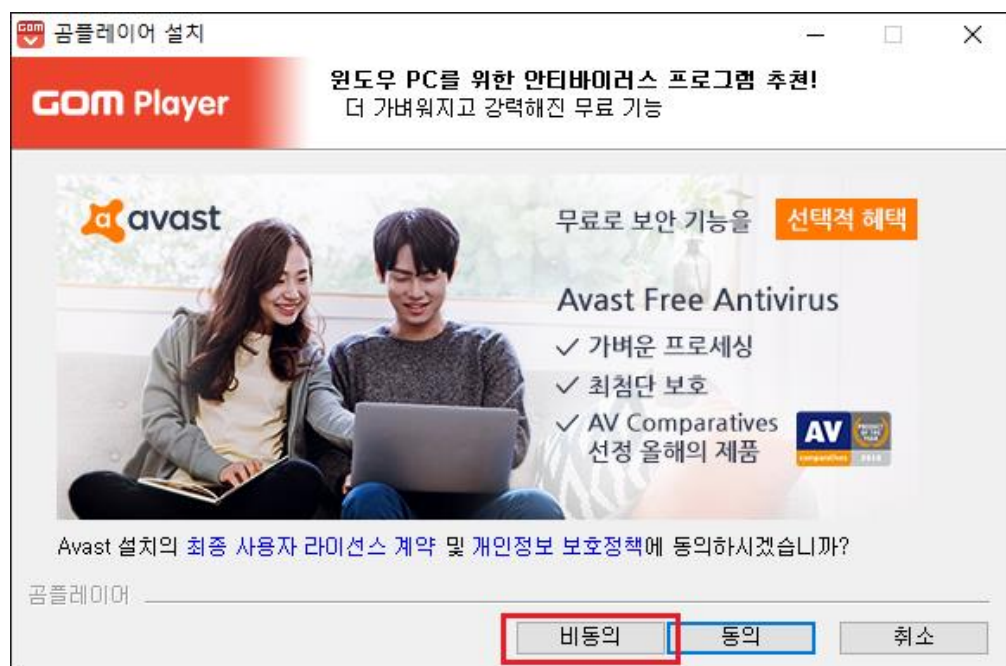 곰플레이어 설치
GOM Player
윈도우 PC를 위한 안티바이러스 프로그램 추천!
더 가벼워지고 강력해진 무료 기능
avast
무료로 보안 기능을 선택적 혜택
Avast Free Antivirus
✓ 가벼운 프로세싱
✓ 최첨단 보호
✓ AV Comparatives
선정 올해의 제품
AV
comparatives
PRODUCT
OF THE
YEAR
2018
Avast 설치의 최종 사용자 라이선스 계약 및 개인정보 보호정책에 동의하시겠습니까?
곰플레이어
비동의 동의 취소